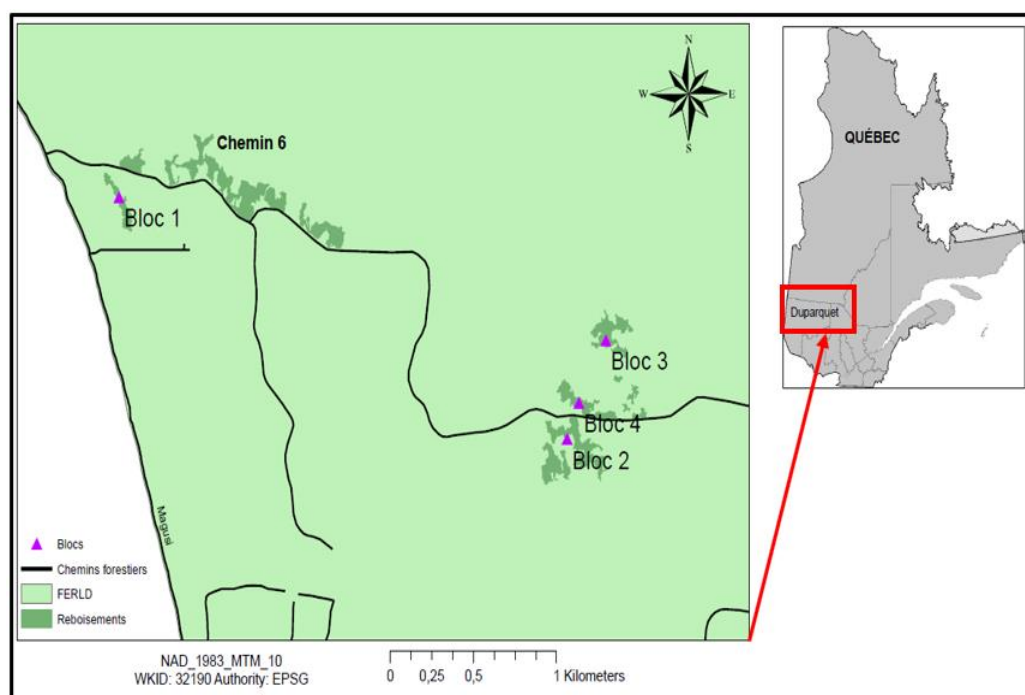 N
W E
S
Chemin 6
Bloc 1
Bloc 3
Bloc 4
Bloc 2
Magusi
Blocs
Chemins forestiers
FERLD
Reboisements
NAD_1983_MTM_10
WKID: 32190 Authority: EPSG
0 0,25 0,5 1 Kilometers
QUÉBEC
Duparquet